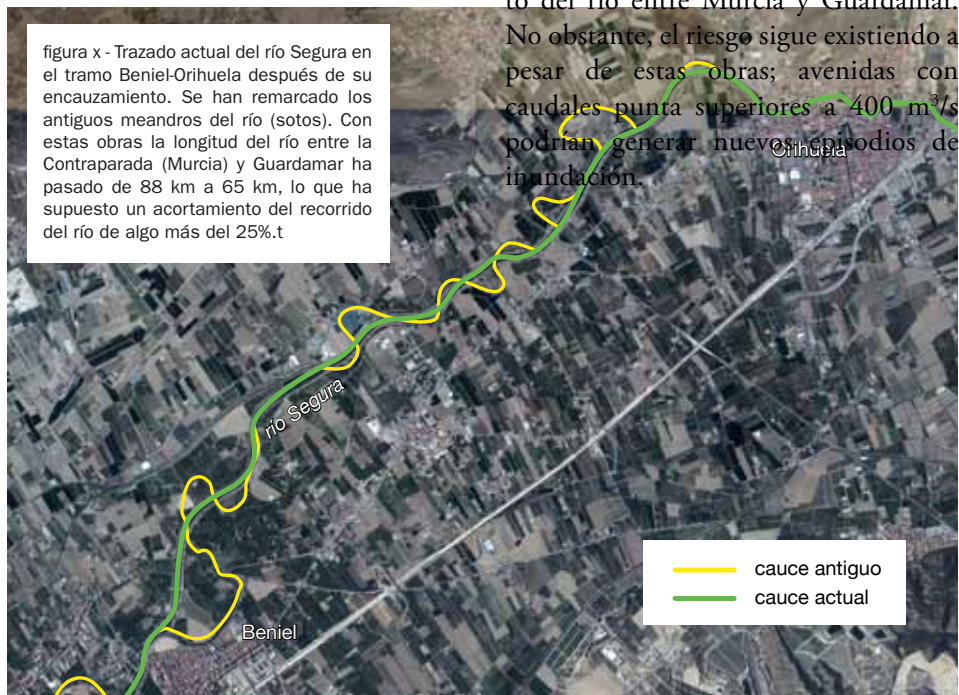 figura x - Trazado actual del río Segura en
el tramo Beniel-Orihuela después de su
encauzamiento. Se han remarcado los
antiguos meandros del río (sotos). Con
estas obras la longitud del río entre la
Contraparada (Murcia) y Guardamar ha
pasado de 88 km a 65 km, lo que ha
supuesto un acortamiento del recorrido
del río de algo más del 25%.t
to del río entre Murcia y Guardamar.
No obstante, el riesgo sigue existiendo a
pesar de estas obras; avenidas con
caudales punta superiores a 400 m³/s
podrían generar nuevos episodios de
inundación.
Orihuela
río Segura
Beniel
cauce antiguo
cauce actual